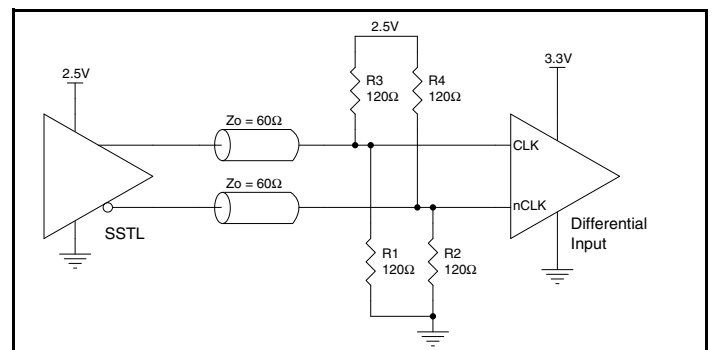 2.5V
2.5V
3.3V
R3
120Ω
R4
120Ω
Zo = 60Ω
CLK
Zo = 60Ω
nCLK
SSTL
Differential
Input
R1
120Ω
R2
120Ω